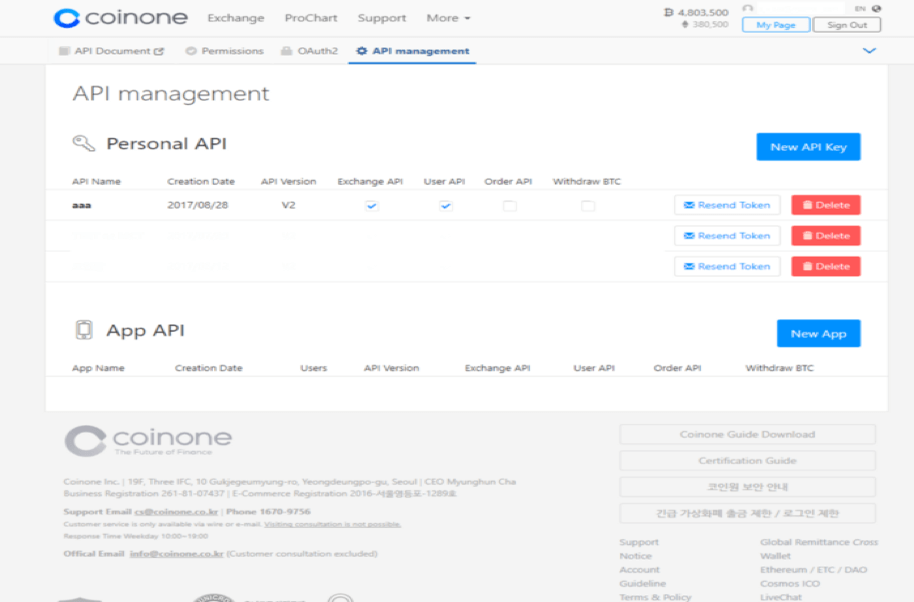 coinone Exchange ProChart Support More 4,803,500 EN
380,500 My Page Sign Out
API Document Permissions OAuth2 API management
API management
Personal API New API Key
API Name Creation Date API Version Exchange API User API Order API Withdraw BTC
aaa 2017/08/28 V2 Resend Token Delete
Resend Token Delete
Resend Token Delete
App API New App
App Name Creation Date Users API Version Exchange API User API Order API Withdraw BTC
coinone
The Future of Finance
Coinone Inc. | 19F, Three IFC, 10 Gukjegeumyung-ro, Yeongdeungpo-gu, Seoul | CEO Myunghun Cha
Business Registration 261-81-07437 | E-Commerce Registration 2016-서울영등포-1289호
Support Email cs@coinone.co.kr | Phone 1670-9756
Customer service is only available via wire or e-mail. Visiting consultation is not possible.
Response Time Weekday 10:00~18:00
Offical Email info@coinone.co.kr (Customer consultation excluded)
Coinone Guide Download
Certification Guide
코인원 보안 안내
긴급 가상화폐 출금 제한 / 로그인 제한
Support
Notice
Account
Guideline
Terms & Policy
Global Remittance Cross
Wallet
Ethereum / ETC / DAO
Cosmos ICO
LiveChat